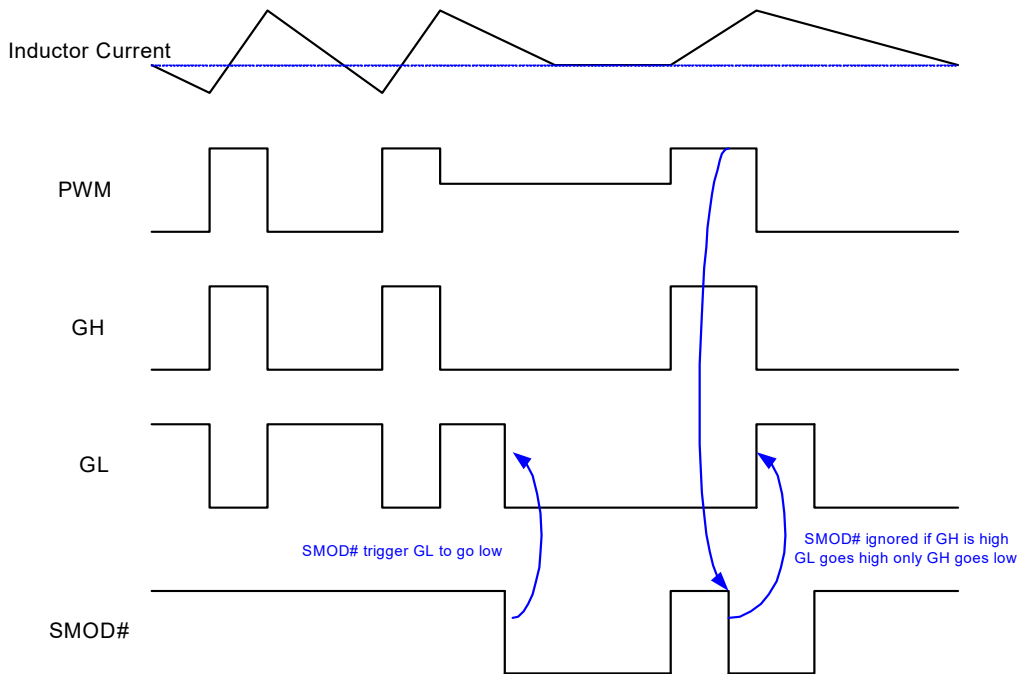 Inductor Current
PWM
GH
GL
SMOD# trigger GL to go low
SMOD# ignored if GH is high
GL goes high only GH goes low
SMOD#